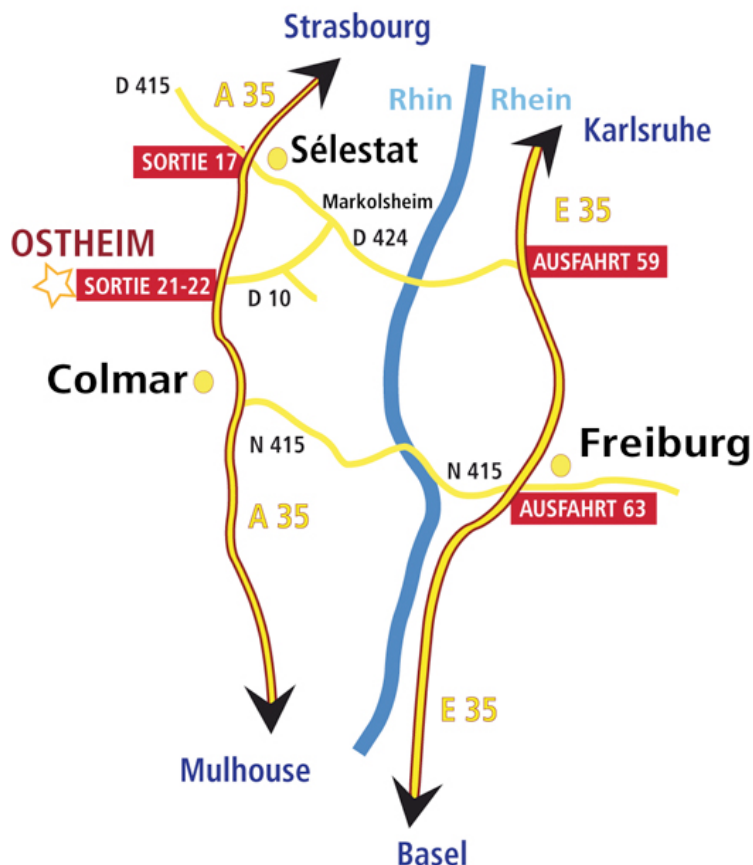 Strasbourg
D 415
A 35
Rhin Rhein
Karlsruhe
SORTIE 17
Sélestat
Markolsheim
E 35
OSTHEIM
D 424
AUSFAHRT 59
SORTIE 21-22
D 10
Colmar
N 415
Freiburg
N 415
A 35
AUSFAHRT 63
E 35
Mulhouse
Basel